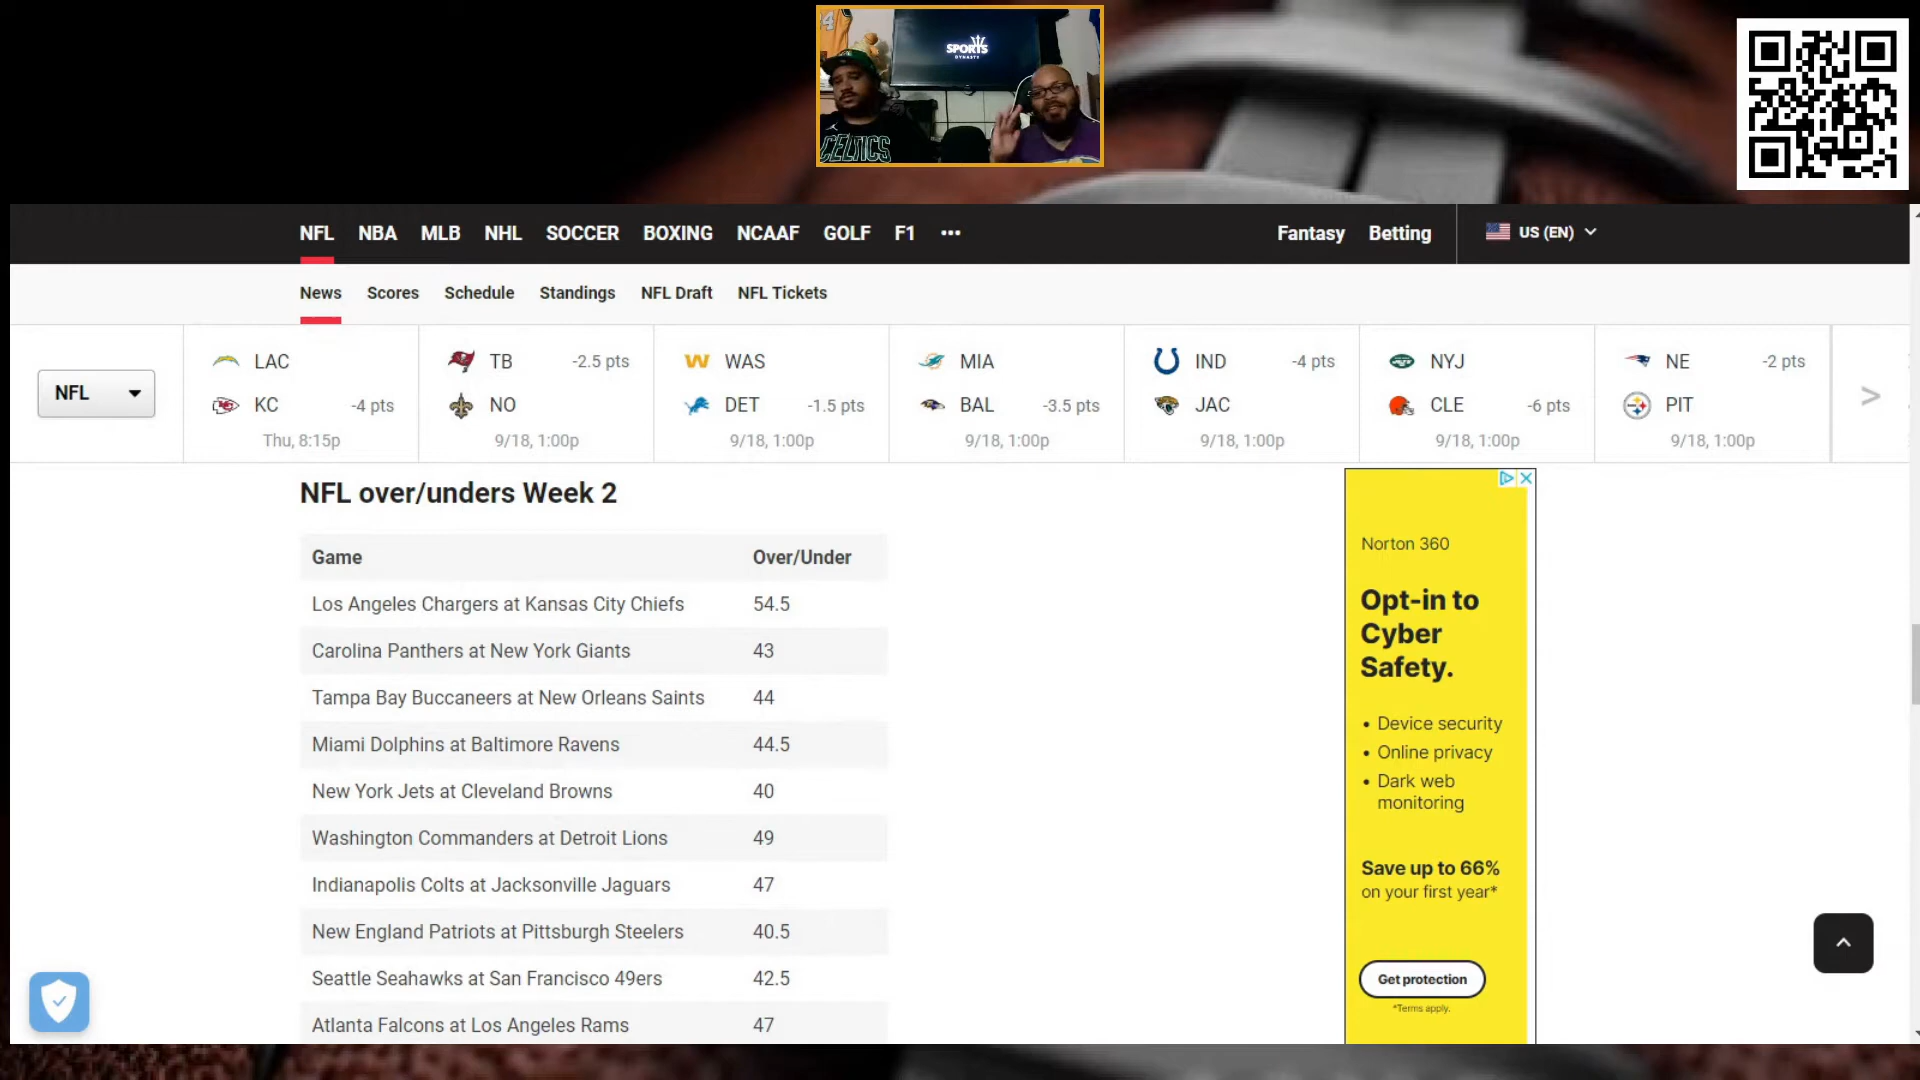 SPORTS
DYNASTY
CELTICS
NFL NBA MLB NHL SOCCER BOXING NCAAF GOLF F1 ••• Fantasy Betting US (EN)
News Scores Schedule Standings NFL Draft NFL Tickets
NFL
LAC
KC -4 pts
Thu, 8:15p
TB -2.5 pts
NO
9/18, 1:00p
WAS
DET -1.5 pts
9/18, 1:00p
MIA
BAL -3.5 pts
9/18, 1:00p
IND -4 pts
JAC
9/18, 1:00p
NYJ
CLE -6 pts
9/18, 1:00p
NE -2 pts
PIT
9/18, 1:00p
NFL over/unders Week 2
Game Over/Under
Los Angeles Chargers at Kansas City Chiefs 54.5
Carolina Panthers at New York Giants 43
Tampa Bay Buccaneers at New Orleans Saints 44
Miami Dolphins at Baltimore Ravens 44.5
New York Jets at Cleveland Browns 40
Washington Commanders at Detroit Lions 49
Indianapolis Colts at Jacksonville Jaguars 47
New England Patriots at Pittsburgh Steelers 40.5
Seattle Seahawks at San Francisco 49ers 42.5
Atlanta Falcons at Los Angeles Rams 47
Norton 360
Opt-in to
Cyber
Safety.
• Device security
• Online privacy
• Dark web
monitoring
Save up to 66%
on your first year*
Get protection
*Terms apply.